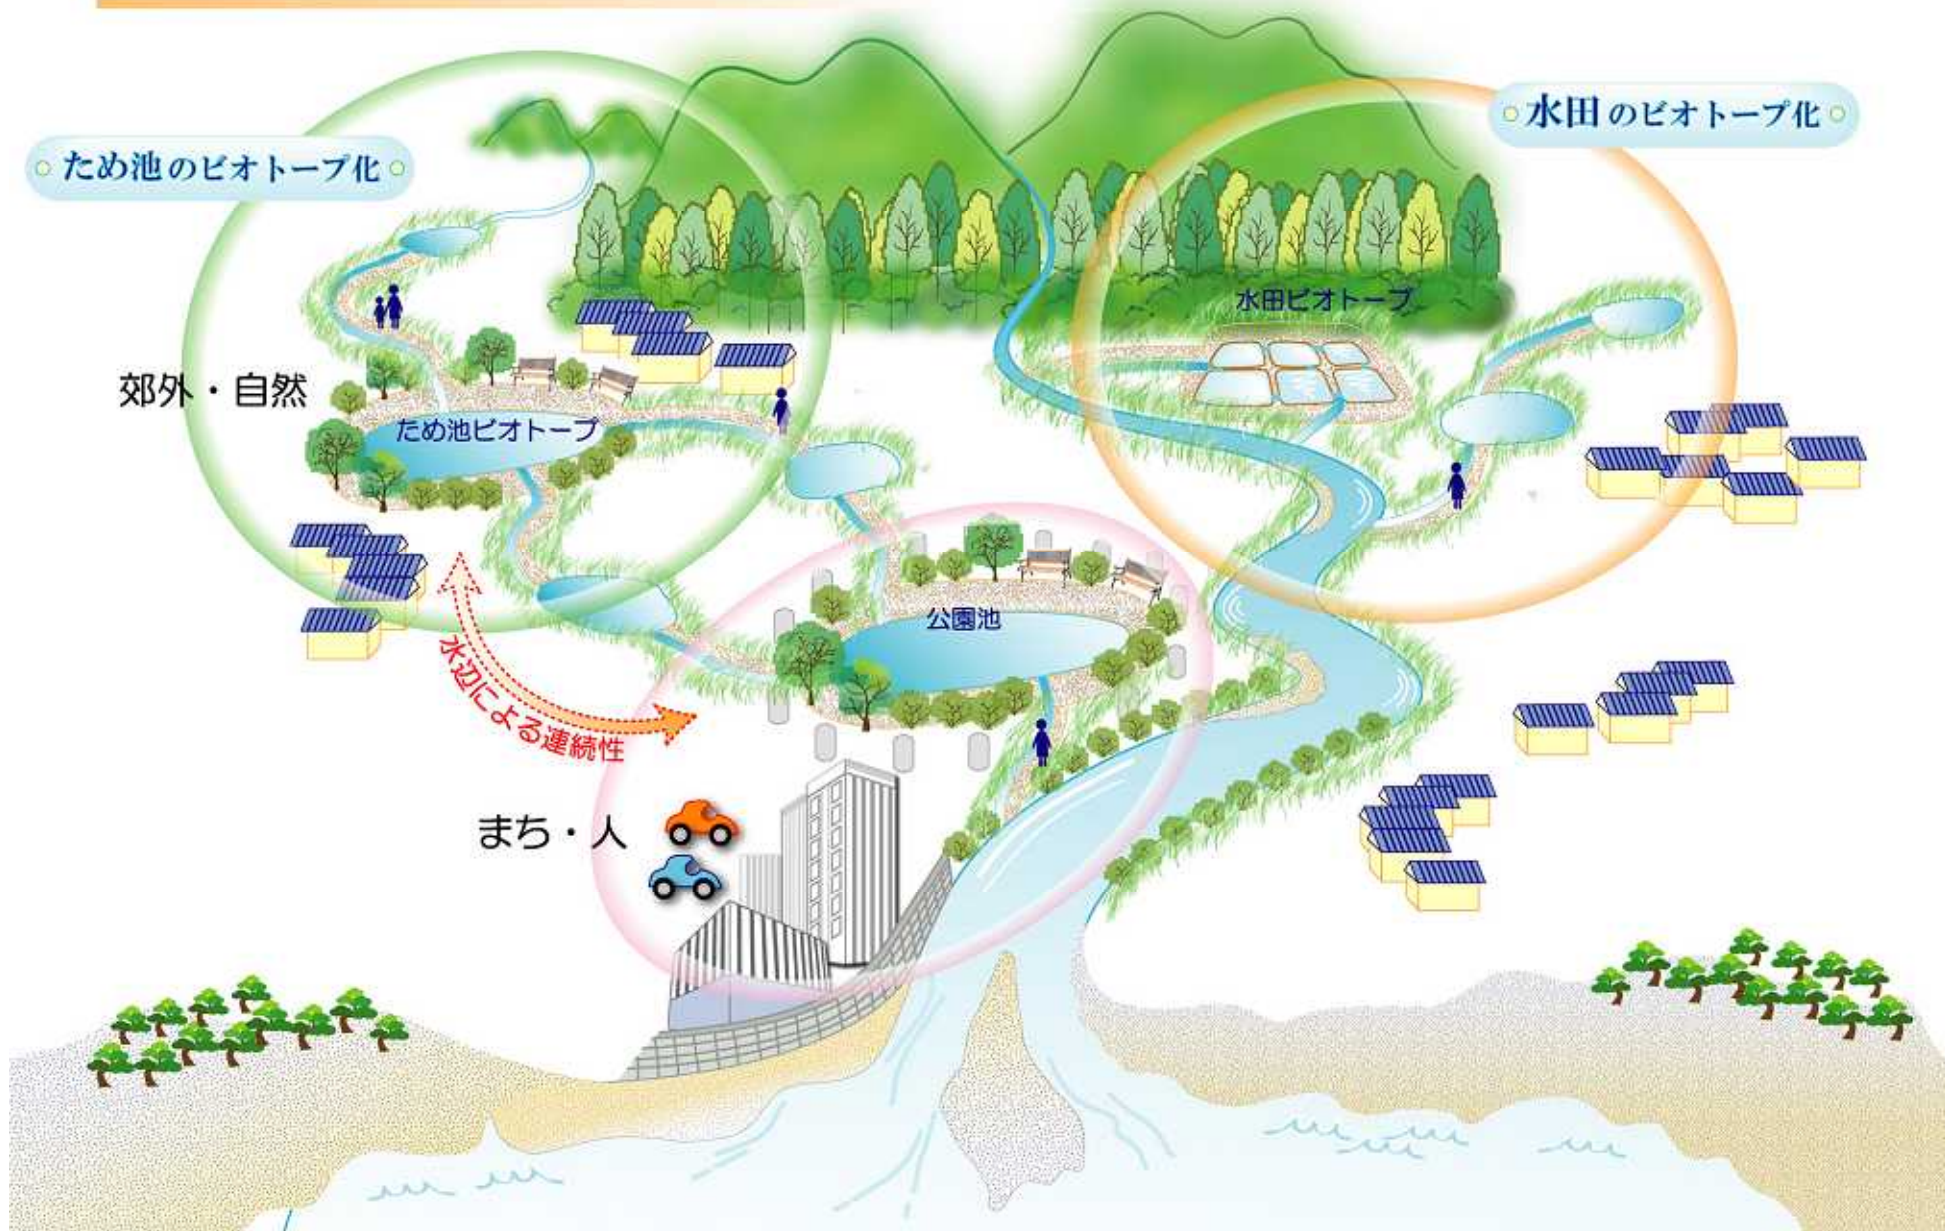 水田のビオトープ化
ため池のビオトープ化
水田ビオトープ
郊外・自然
ため池ビオトープ
公園池
水辺による連続性
まち・人